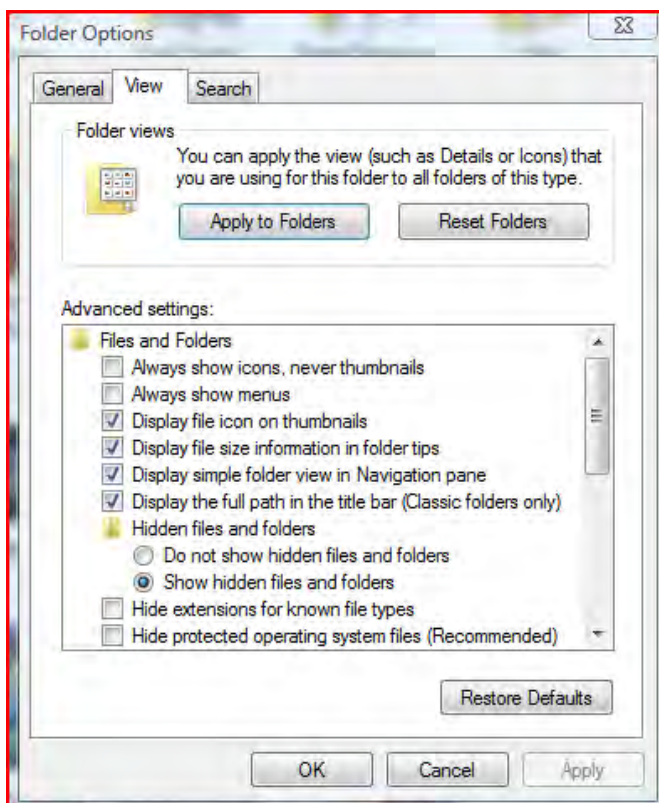 Folder Options
General View Search
Folder views
You can apply the view (such as Details or Icons) that
you are using for this folder to all folders of this type.
Apply to Folders Reset Folders
Advanced settings:
Files and Folders
Always show icons, never thumbnails
Always show menus
Display file icon on thumbnails
Display file size information in folder tips
Display simple folder view in Navigation pane
Display the full path in the title bar (Classic folders only)
Hidden files and folders
Do not show hidden files and folders
Show hidden files and folders
Hide extensions for known file types
Hide protected operating system files (Recommended)
Restore Defaults
OK Cancel Apply